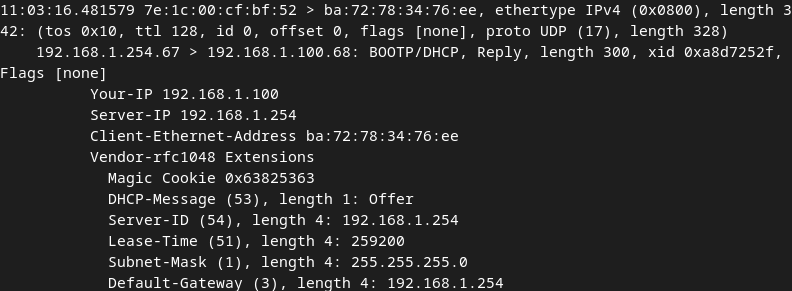 11:03:16.481579 7e:1c:00:cf:bf:52 > ba:72:78:34:76:ee, ethertype IPv4 (0x0800), length 3
42: (tos 0x10, ttl 128, id 0, offset 0, flags [none], proto UDP (17), length 328)
    192.168.1.254.67 > 192.168.1.100.68: BOOTP/DHCP, Reply, length 300, xid 0xa8d7252f,
Flags [none]
          Your-IP 192.168.1.100
          Server-IP 192.168.1.254
          Client-Ethernet-Address ba:72:78:34:76:ee
          Vendor-rfc1048 Extensions
            Magic Cookie 0x63825363
            DHCP-Message (53), length 1: Offer
            Server-ID (54), length 4: 192.168.1.254
            Lease-Time (51), length 4: 259200
            Subnet-Mask (1), length 4: 255.255.255.0
            Default-Gateway (3), length 4: 192.168.1.254